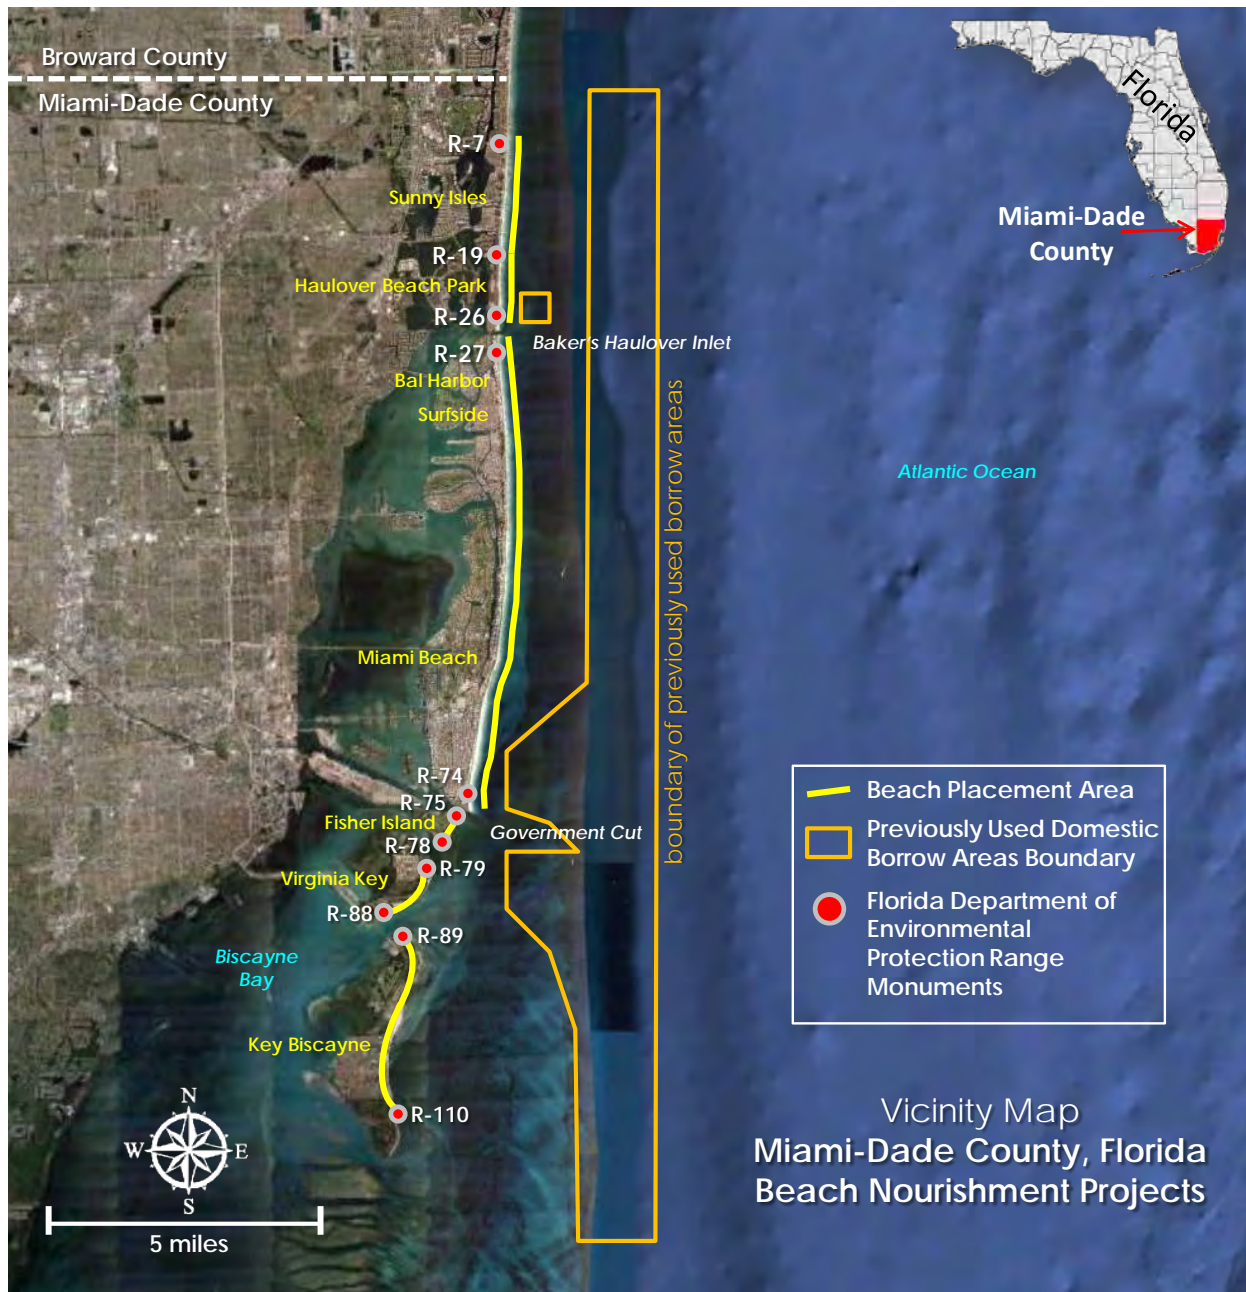 Broward County
Miami-Dade County
Florida
Miami-Dade
County
R-7
Sunny Isles
R-19
Haulover Beach Park
R-26
Baker's Haulover Inlet
R-27
Bal Harbor
Surfside
boundary of previously used borrow areas
Atlantic Ocean
Miami Beach
R-74
R-75
Fisher Island
Government Cut
R-78
R-79
Virginia Key
R-88
R-89
Biscayne
Bay
Key Biscayne
R-110
Beach Placement Area
Previously Used Domestic
Borrow Areas Boundary
Florida Department of
Environmental
Protection Range
Monuments
N
W
E
S
5 miles
Vicinity Map
Miami-Dade County, Florida
Beach Nourishment Projects